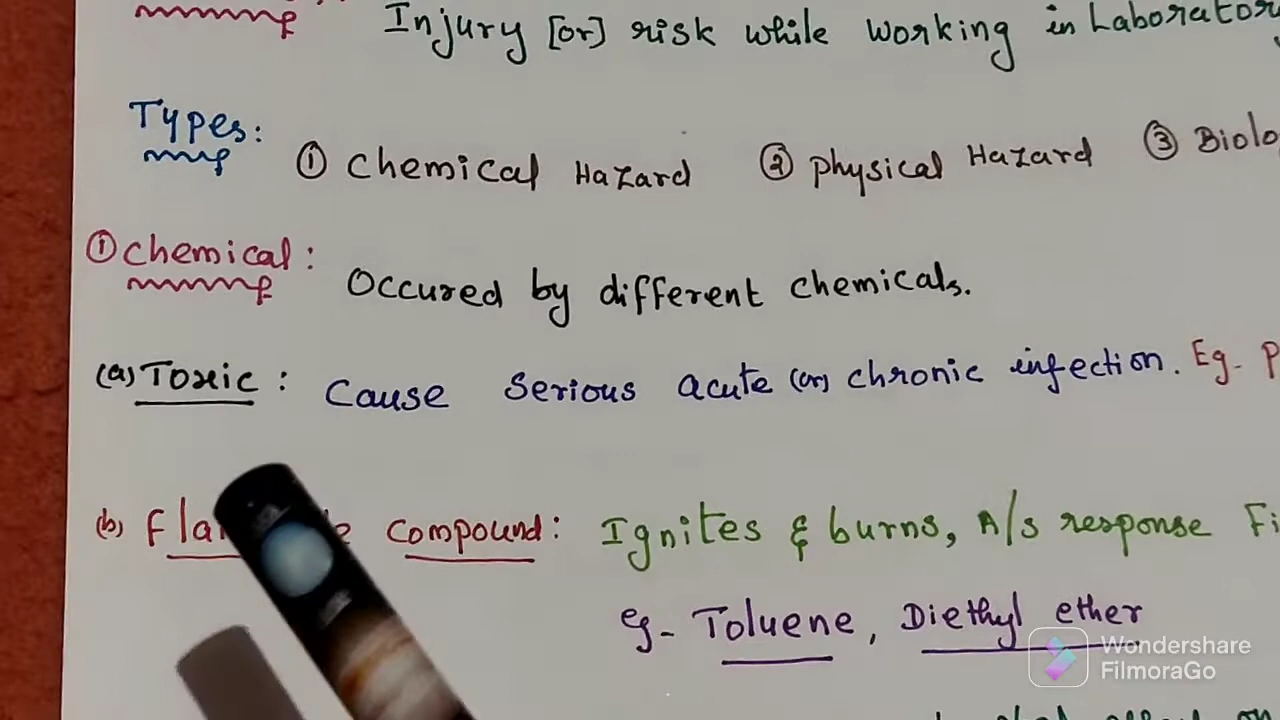 Injury [or] risk while working in Laborator
Types: ① Chemical Hazard ② Physical Hazard ③ Biolo
① Chemical: Occured by different chemicals.
(a) Toxic: Cause Serious acute (or) chronic infection. Eg. P
(b) Compound: Ignites & burns, A/s response Fi
eg- Toluene, Diethyl ether
Wondershare
FilmoraGo